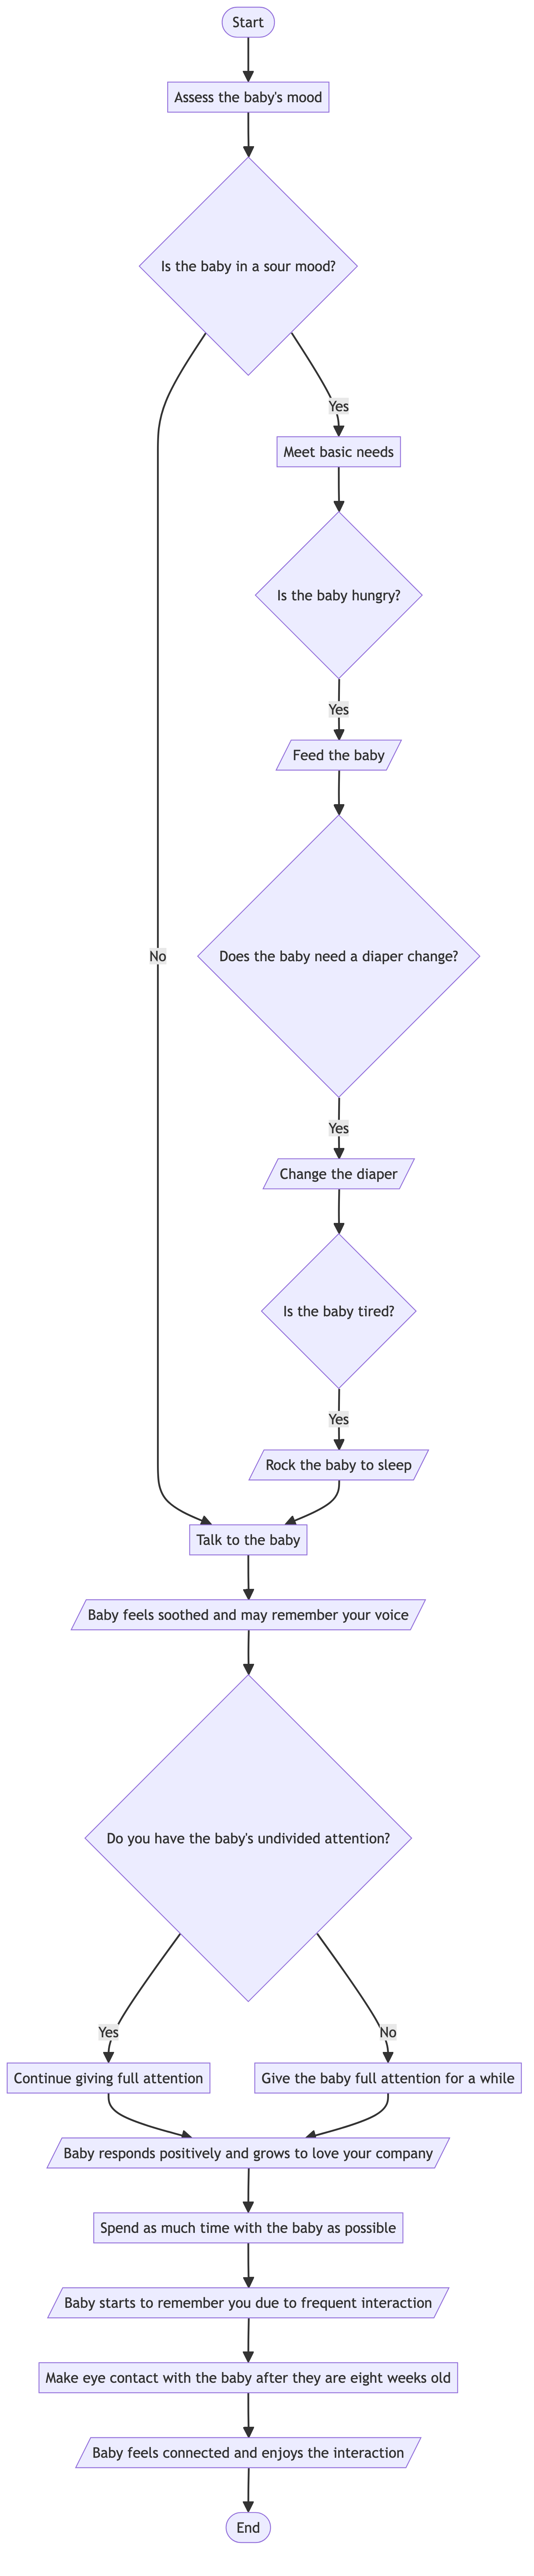 Start
Assess the baby's mood
Is the baby in a sour mood?
Yes
Meet basic needs
Is the baby hungry?
Yes
Feed the baby
No
Does the baby need a diaper change?
Yes
Change the diaper
Is the baby tired?
Yes
Rock the baby to sleep
Talk to the baby
Baby feels soothed and may remember your voice
Do you have the baby's undivided attention?
Yes
No
Continue giving full attention
Give the baby full attention for a while
Baby responds positively and grows to love your company
Spend as much time with the baby as possible
Baby starts to remember you due to frequent interaction
Make eye contact with the baby after they are eight weeks old
Baby feels connected and enjoys the interaction
End